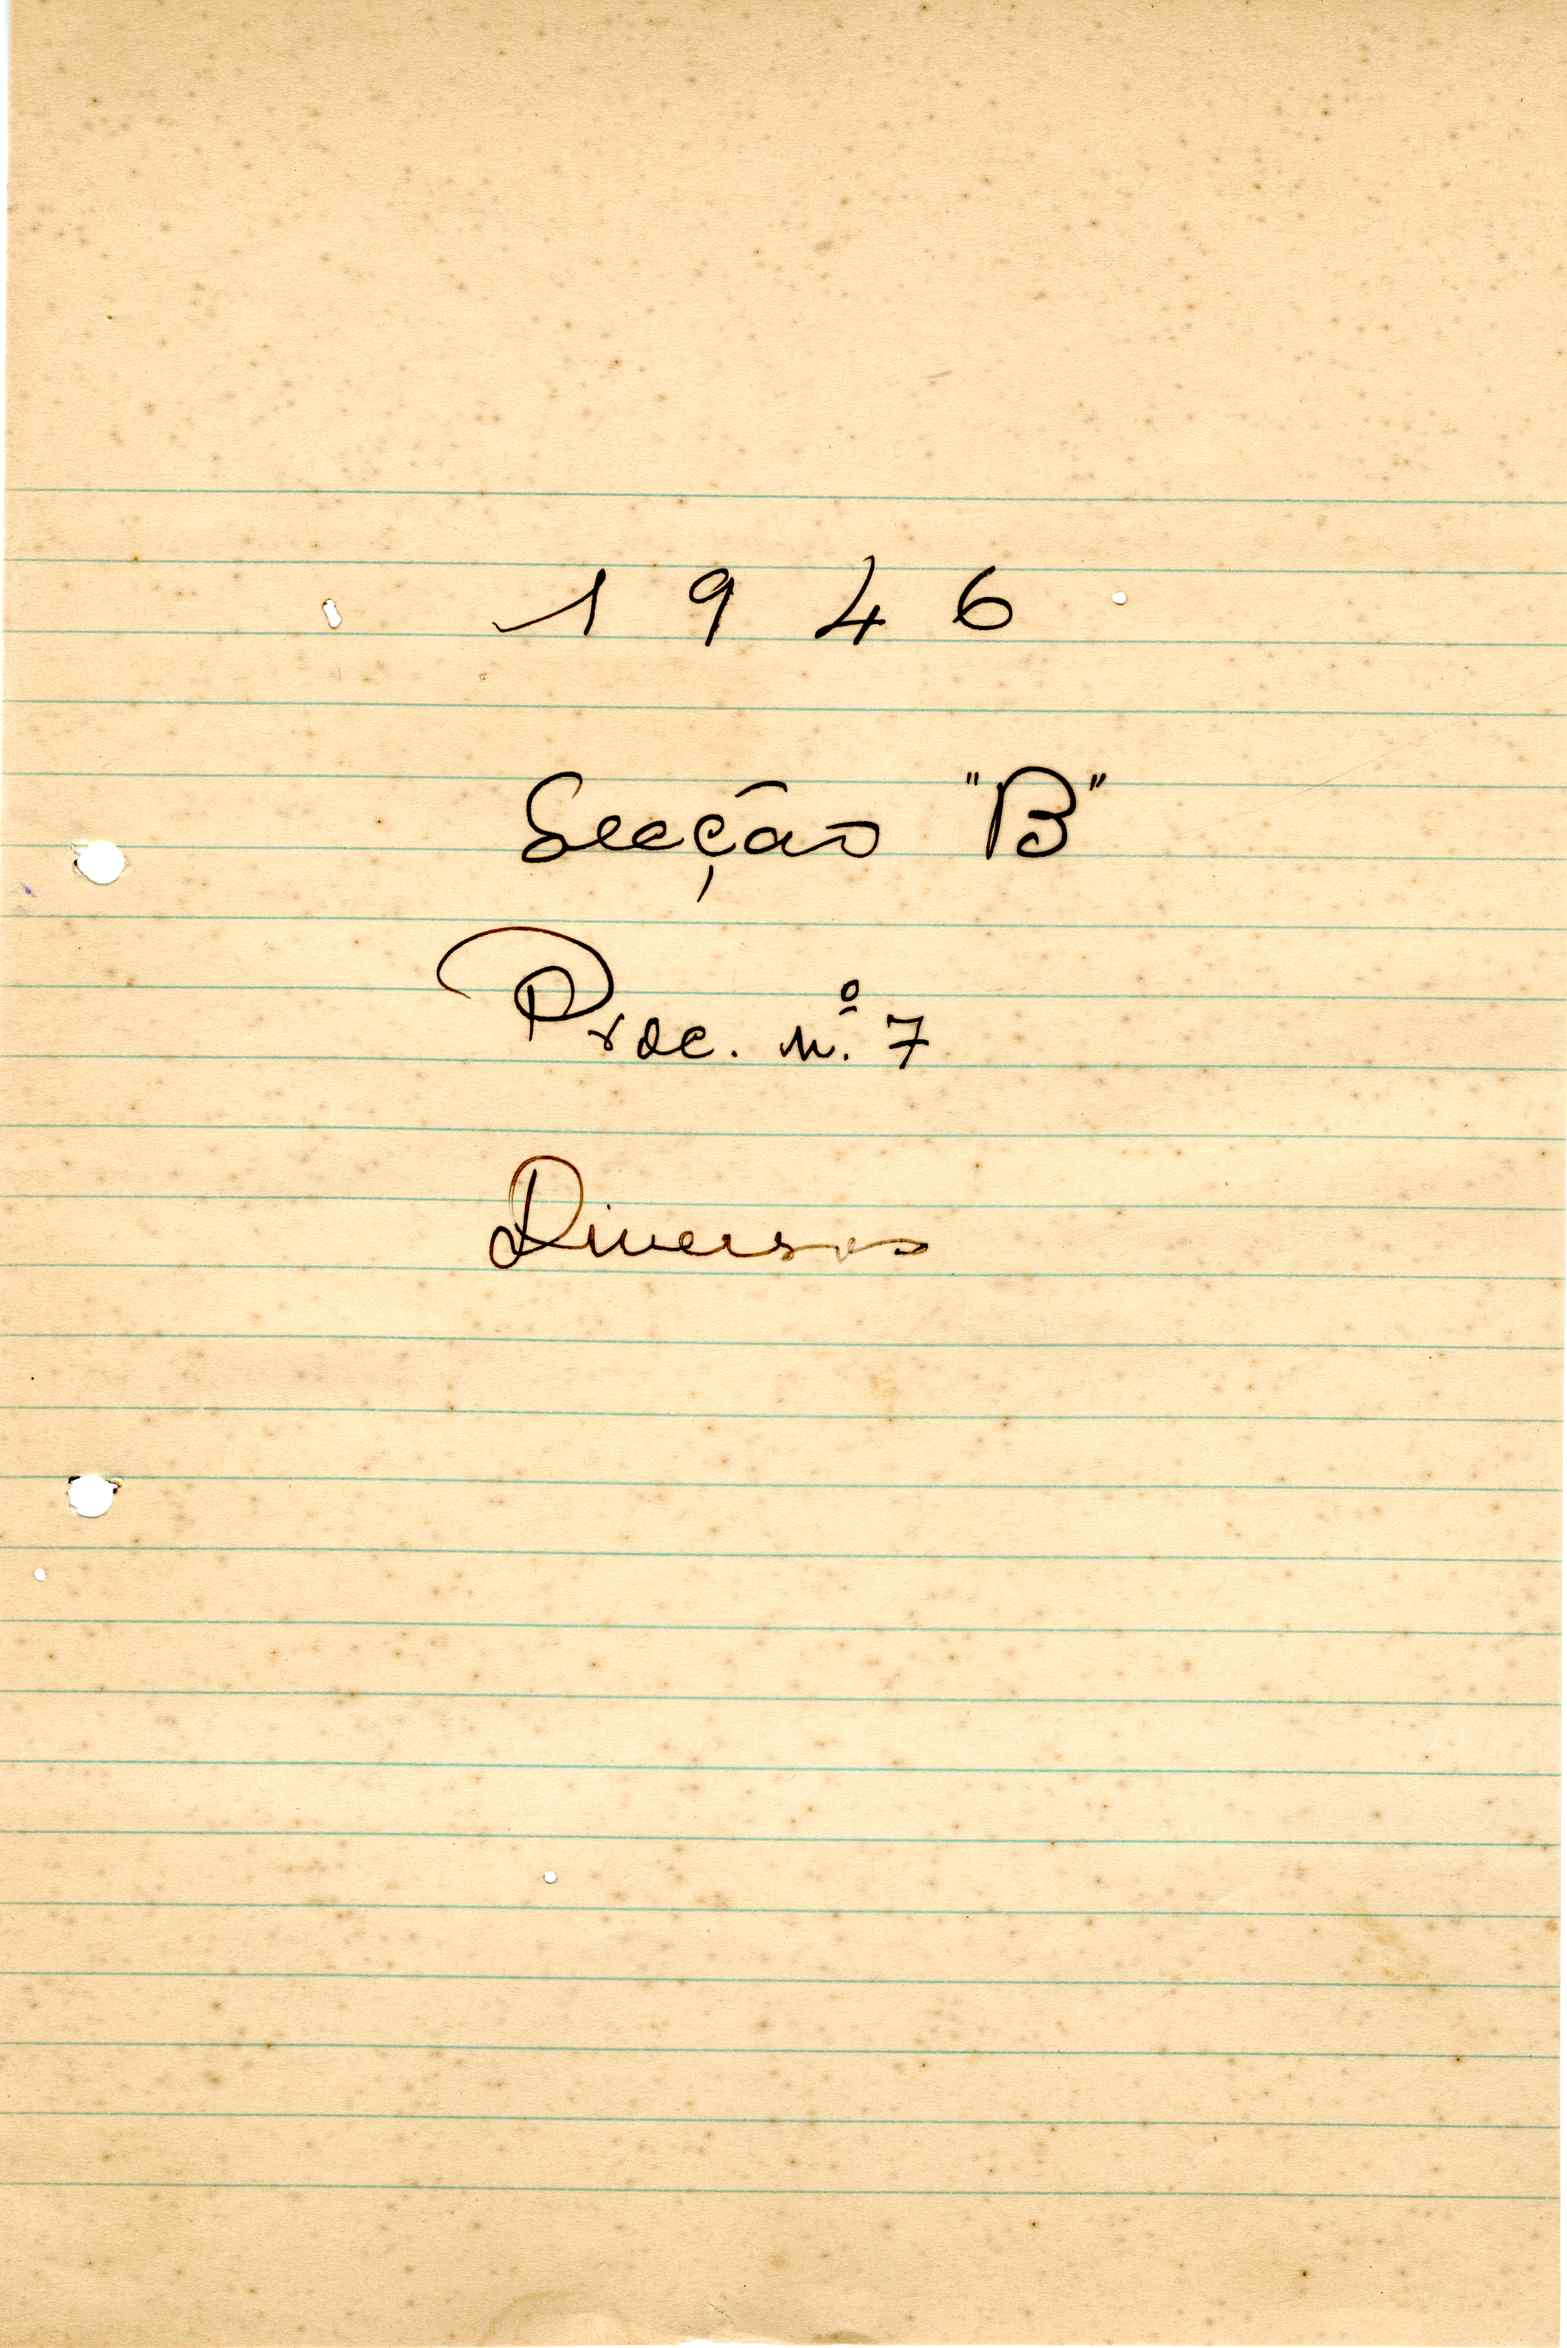 1946
Secção "B"
Proc. n.º 7
Diversos